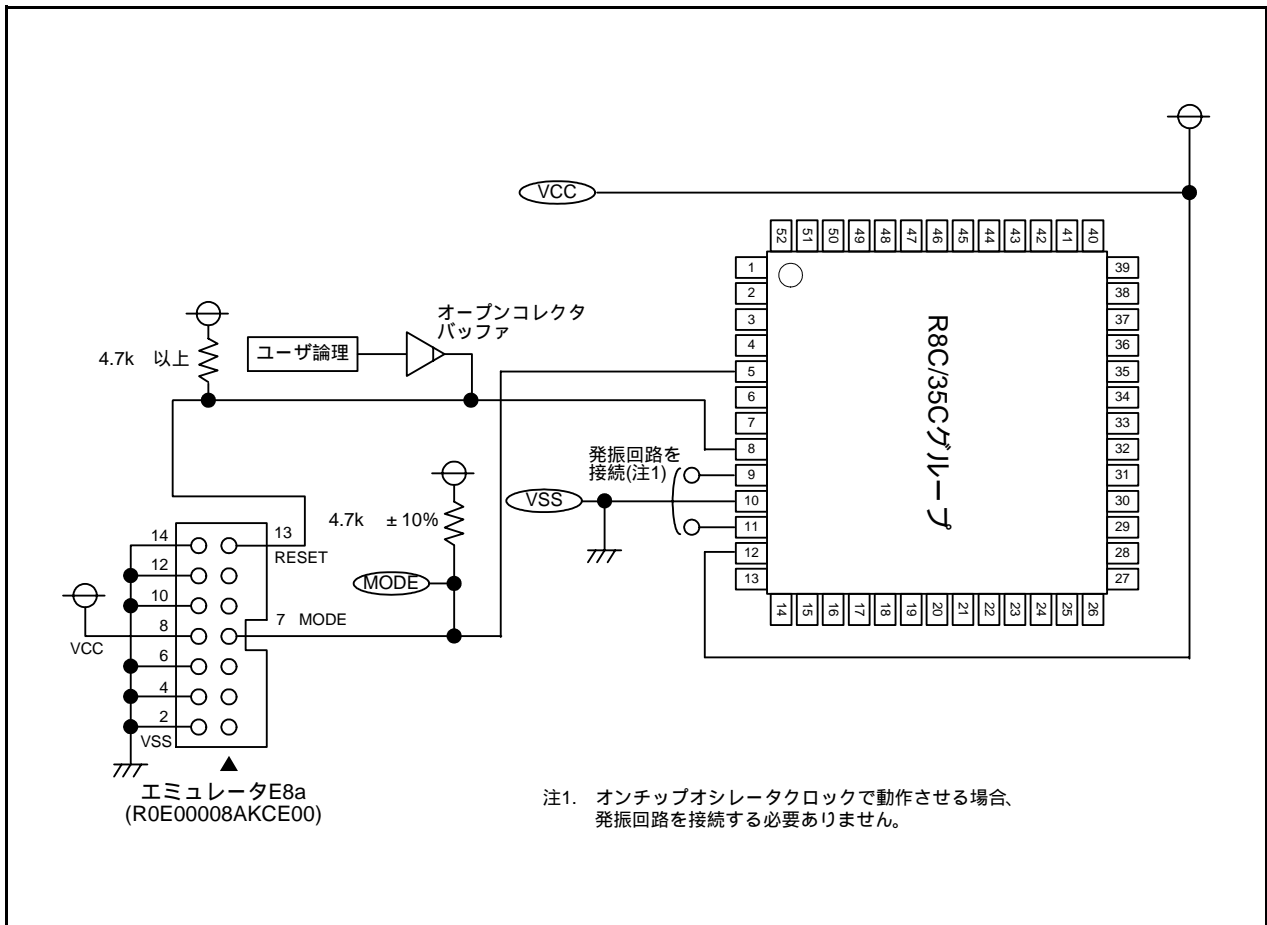 VCC
52 51 50 49 48 47 46 45 44 43 42 41 40
1
2
3
4
5
6
7
8
9
10
11
12
13
39
38
37
36
35
34
33
32
31
30
29
28
27
14 15 16 17 18 19 20 21 22 23 24 25 26
R8C/35Cグループ
オープンコレクタ
バッファ
ユーザ論理
4.7k 以上
発振回路を
接続(注1)
VSS
4.7k ±10%
MODE
14
12
10
8
6
4
2
13
RESET
7 MODE
VCC
VSS
エミュレータE8a
(R0E00008AKCE00)
注1. オンチップオシレータクロックで動作させる場合、
発振回路を接続する必要ありません。